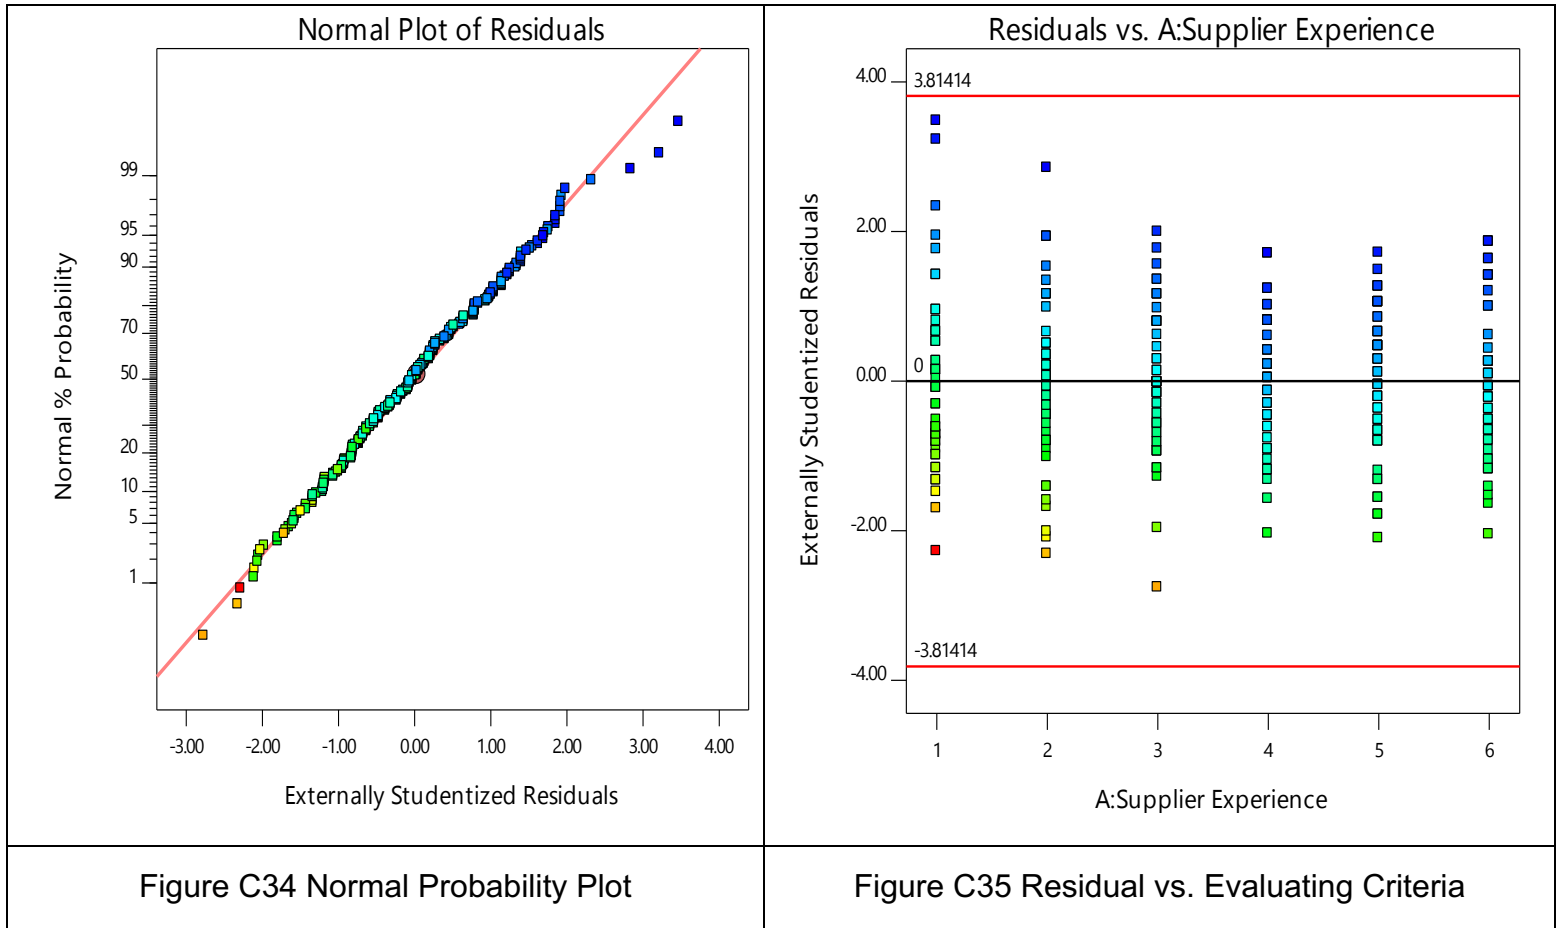 Normal Plot of Residuals
Normal % Probability
99
95
90
70
50
20
10
5
1
-3.00 -2.00 -1.00 0.00 1.00 2.00 3.00 4.00
Externally Studentized Residuals
Figure C34 Normal Probability Plot
Residuals vs. A:Supplier Experience
Externally Studentized Residuals
4.00
2.00
0.00
-2.00
-4.00
3.81414
0
-3.81414
1 2 3 4 5 6
A:Supplier Experience
Figure C35 Residual vs. Evaluating Criteria